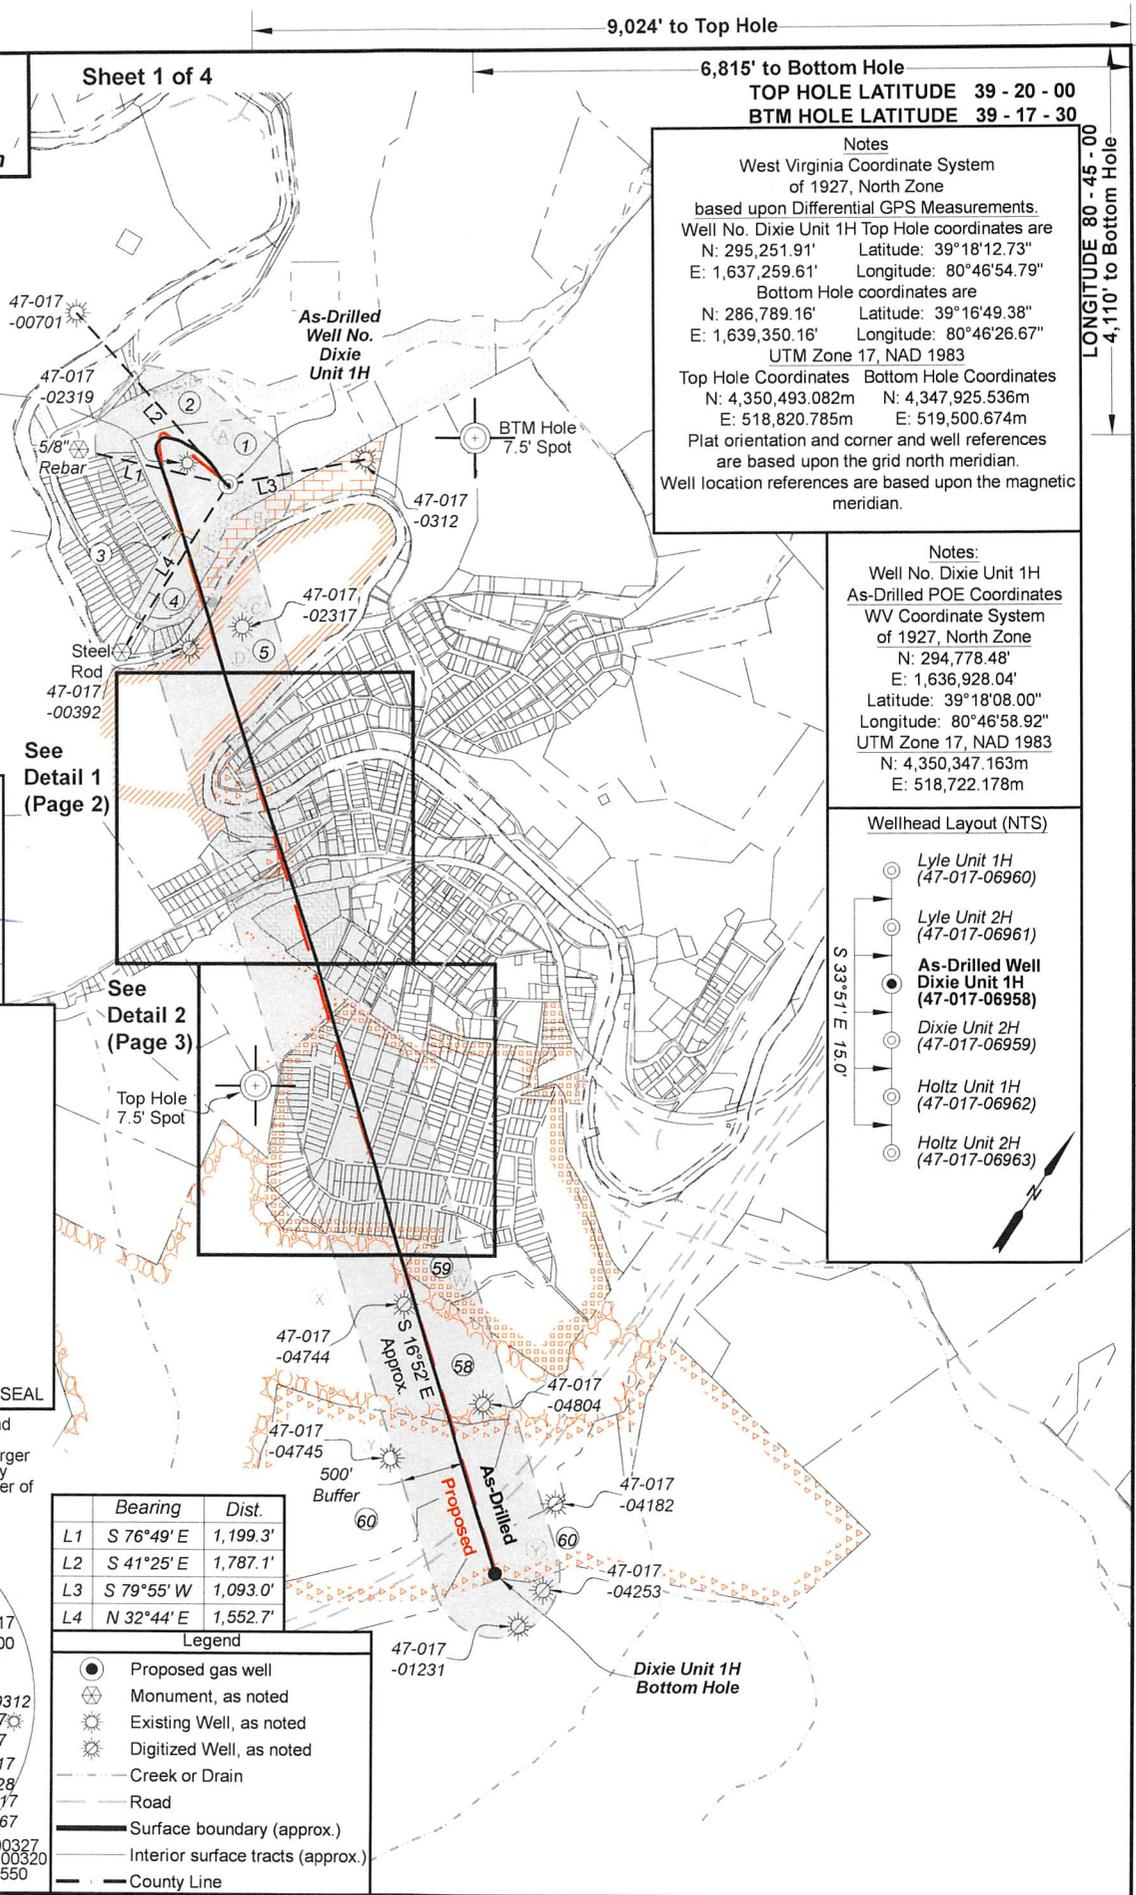 9,024' to Top Hole
Sheet 1 of 4
6,815' to Bottom Hole
TOP HOLE LATITUDE 39 - 20 - 00
BTM HOLE LATITUDE 39 - 17 - 30
LONGITUDE 80 - 45 - 00
4,110' to Bottom Hole
Notes
West Virginia Coordinate System
of 1927, North Zone
based upon Differential GPS Measurements.
Well No. Dixie Unit 1H Top Hole coordinates are
N: 295,251.91' Latitude: 39°18'12.73"
E: 1,637,259.61' Longitude: 80°46'54.79"
Bottom Hole coordinates are
N: 286,789.16' Latitude: 39°16'49.38"
E: 1,639,350.16' Longitude: 80°46'26.67"
UTM Zone 17, NAD 1983
Top Hole Coordinates Bottom Hole Coordinates
N: 4,350,493.082m N: 4,347,925.536m
E: 518,820.785m E: 519,500.674m
Plat orientation and corner and well references
are based upon the grid north meridian.
Well location references are based upon the magnetic
meridian.
47-017
-00701
As-Drilled
Well No.
Dixie
Unit 1H
47-017
-02319
5/8"
Rebar
L2
2
A
1
L1
L3
BTM Hole
7.5' Spot
47-017
-0312
B
3
L4
4
C
47-017
-02317
D
5
Steel
Rod
47-017
-00392
Notes:
Well No. Dixie Unit 1H
As-Drilled POE Coordinates
WV Coordinate System
of 1927, North Zone
N: 294,778.48'
E: 1,636,928.04'
Latitude: 39°18'08.00"
Longitude: 80°46'58.92"
UTM Zone 17, NAD 1983
N: 4,350,347.163m
E: 518,722.178m
See
Detail 1
(Page 2)
Wellhead Layout (NTS)
Lyle Unit 1H
(47-017-06960)
Lyle Unit 2H
(47-017-06961)
As-Drilled Well
Dixie Unit 1H
(47-017-06958)
Dixie Unit 2H
(47-017-06959)
Holtz Unit 1H
(47-017-06962)
Holtz Unit 2H
(47-017-06963)
S 33°51' E 15.0'
N
See
Detail 2
(Page 3)
Top Hole
7.5' Spot
59
W
X
47-017
-04744
S 16°52' E
Approx.
58
47-017
-04804
47-017
-04745
Y
500'
Buffer
60
Proposed
As-Drilled
47-017
-04182
60
Y
47-017
-04253
47-017
-01231
Dixie Unit 1H
Bottom Hole
SEAL
er of
Bearing Dist.
L1 S 76°49' E 1,199.3'
L2 S 41°25' E 1,787.1'
L3 S 79°55' W 1,093.0'
L4 N 32°44' E 1,552.7'
Legend
Proposed gas well
Monument, as noted
Existing Well, as noted
Digitized Well, as noted
Creek or Drain
Road
Surface boundary (approx.)
Interior surface tracts (approx.)
County Line
0312
00327
00320
550